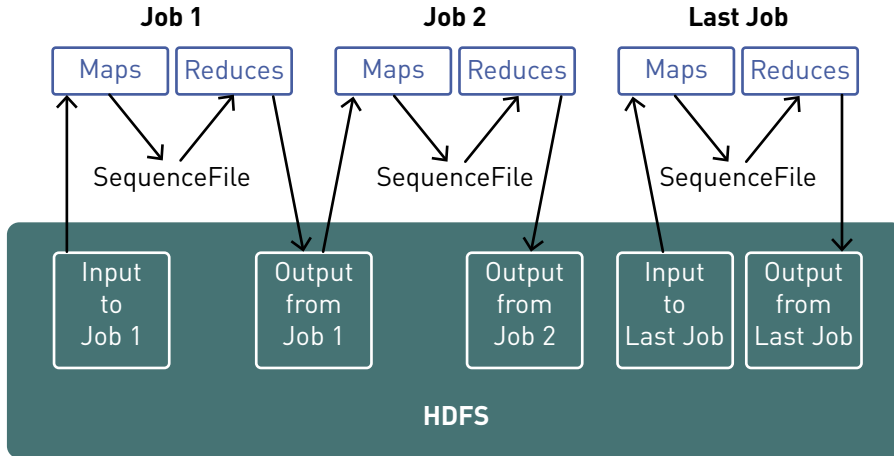 Job 1
Job 2
Last Job
Maps
Reduces
Maps
Reduces
Maps
Reduces
SequenceFile
SequenceFile
SequenceFile
Input
to
Job 1
Output
from
Job 1
Output
from
Job 2
Input
to
Last Job
Output
from
Last Job
HDFS